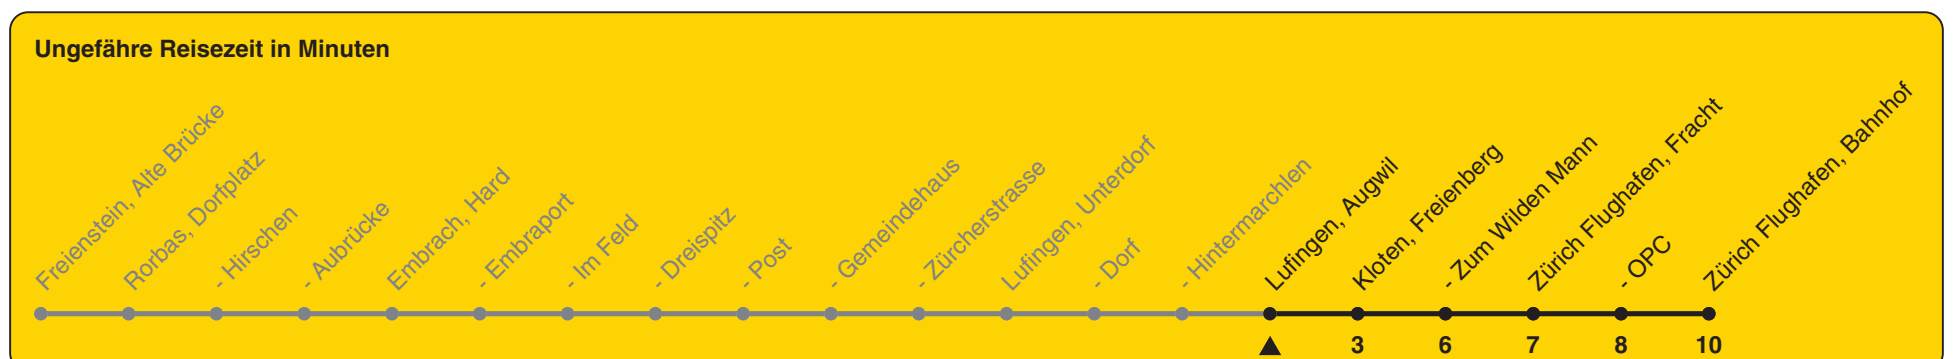 Ungefähre Reisezeit in Minuten
Freienstein, Alte Brücke
Rorbas, Dorfplatz
- Hirschen
- Aubrücke
Embrach, Hard
- Embraport
- Im Feld
- Dreispitz
- Post
- Gemeindehaus
- Zürcherstrasse
Lufingen, Unterdorf
- Dorf
- Hintermarchlen
Lufingen, Augwil
Kloten, Freienberg
- Zum Wilden Mann
Zürich Flughafen, Fracht
- OPC
Zürich Flughafen, Bahnhof
3 6 7 8 10